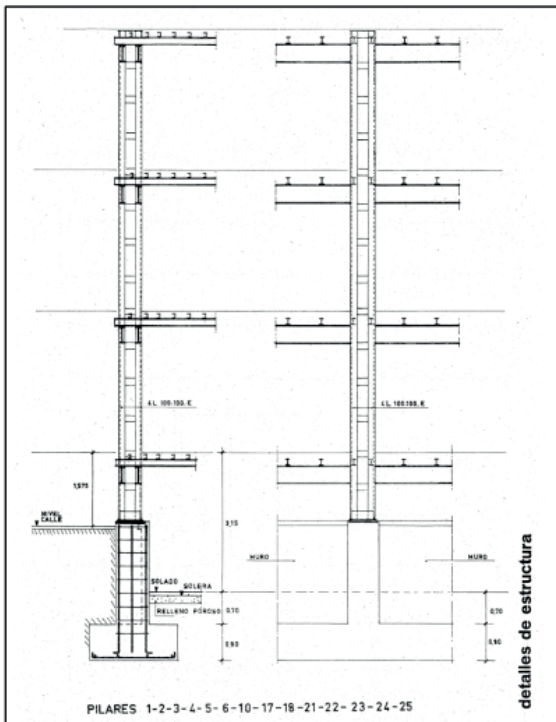 4L 100·100.E
4L 100·100.E
1,575
NIVEL
CALLE
3,15
MURO
MURO
SOLADO
SOLERA
RELLENO POROSO
0,70
0,70
0,90
0,90
PILARES 1-2-3-4-5-6-10-17-18-21-22-23-24-25
detalles de estructura